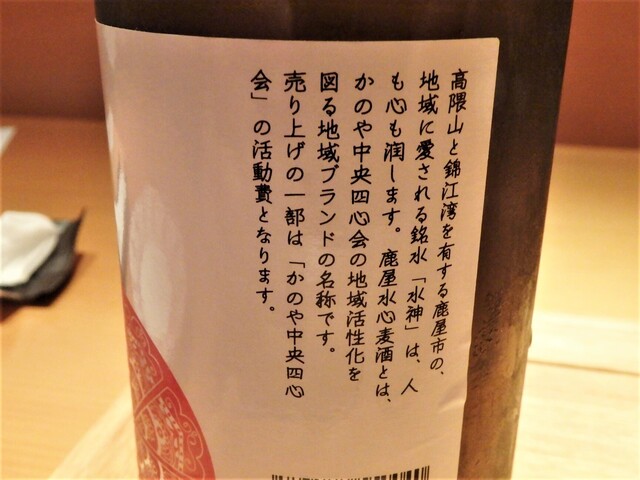 高隈山と錦江湾を有する鹿屋市の、
地域に愛される銘水「水神」は、人
も心も潤します。鹿屋水心麦酒とは、
かのや中央四心会の地域活性化を
図る地域ブランドの名称です。
売り上げの一部は「かのや中央四心
会」の活動費となります。